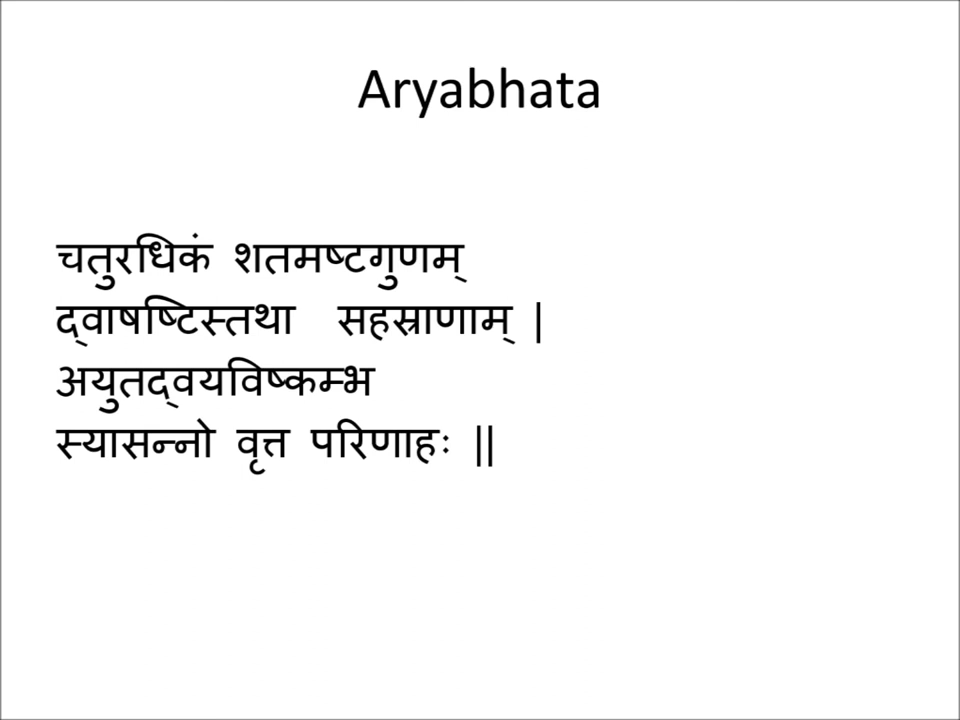 Aryabhata
चतुरधिकं शतमष्टगुणम्
द्वाषष्टिस्तथा सहस्राणाम् |
अयुतद्वयविष्कम्भ
स्यासन्नो वृत्त परिणाहः ||